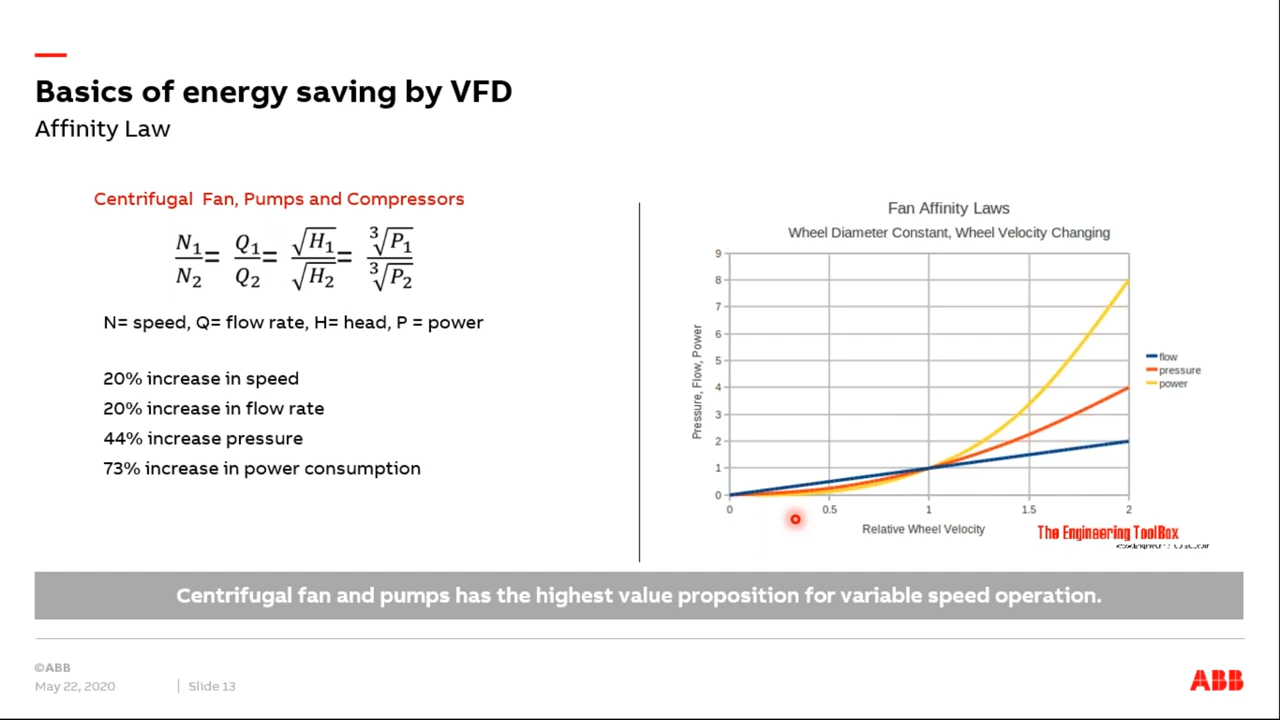 Basics of energy saving by VFD
Affinity Law
Centrifugal Fan, Pumps and Compressors
N₁/N₂ = Q₁/Q₂ = √H₁/√H₂ = ³√P₁/³√P₂
N= speed, Q= flow rate, H= head, P = power
20% increase in speed
20% increase in flow rate
44% increase pressure
73% increase in power consumption
Fan Affinity Laws
Wheel Diameter Constant, Wheel Velocity Changing
Pressure, Flow, Power
9
8
7
6
5
4
3
2
1
0
0 0.5 1 1.5 2
Relative Wheel Velocity
flow
pressure
power
The Engineering ToolBox
Centrifugal fan and pumps has the highest value proposition for variable speed operation.
©ABB
May 22, 2020 | Slide 13
ABB